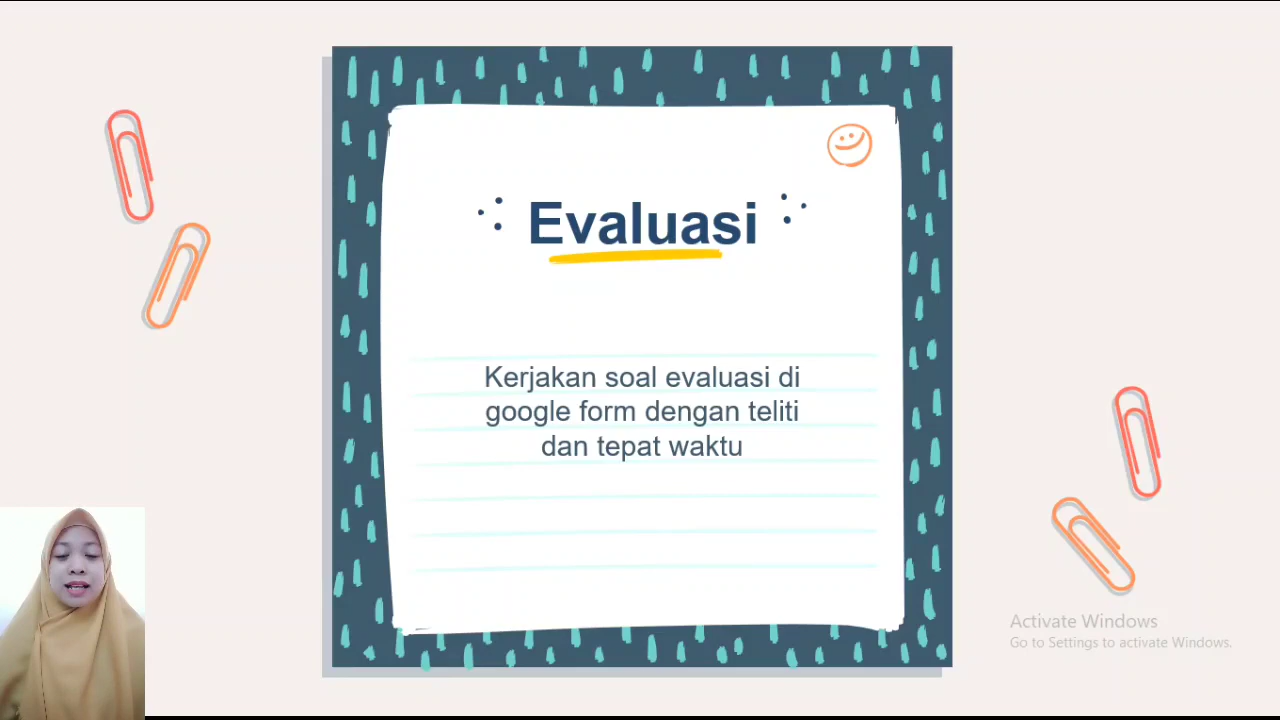 Evaluasi
Kerjakan soal evaluasi di
google form dengan teliti
dan tepat waktu
Activate Windows
Go to Settings to activate Windows.